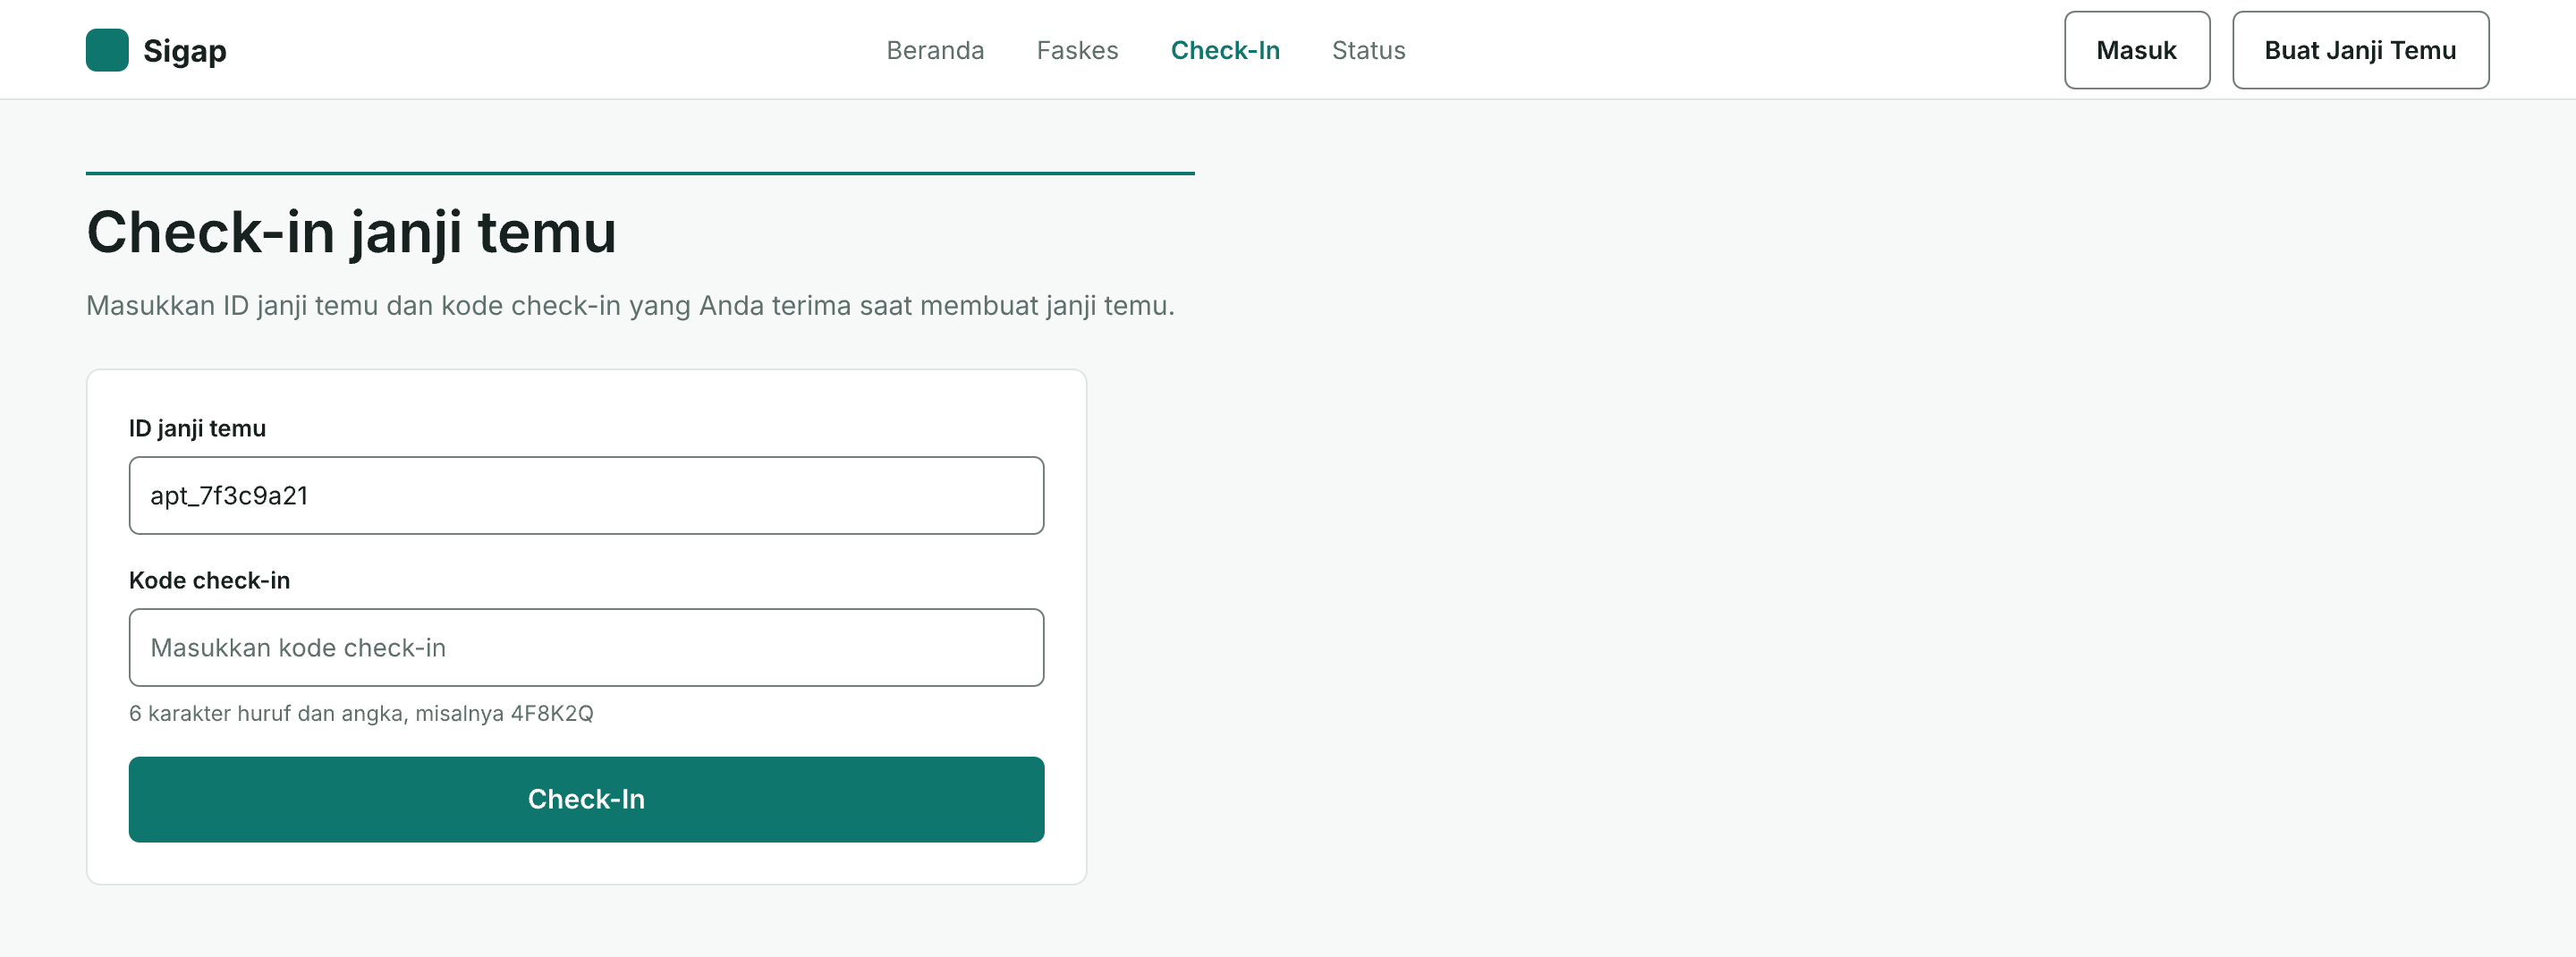 Sigap
Beranda
Faskes
Check-In
Status
Masuk
Buat Janji Temu
Check-in janji temu
Masukkan ID janji temu dan kode check-in yang Anda terima saat membuat janji temu.
ID janji temu
apt_7f3c9a21
Kode check-in
Masukkan kode check-in
6 karakter huruf dan angka, misalnya 4F8K2Q
Check-In